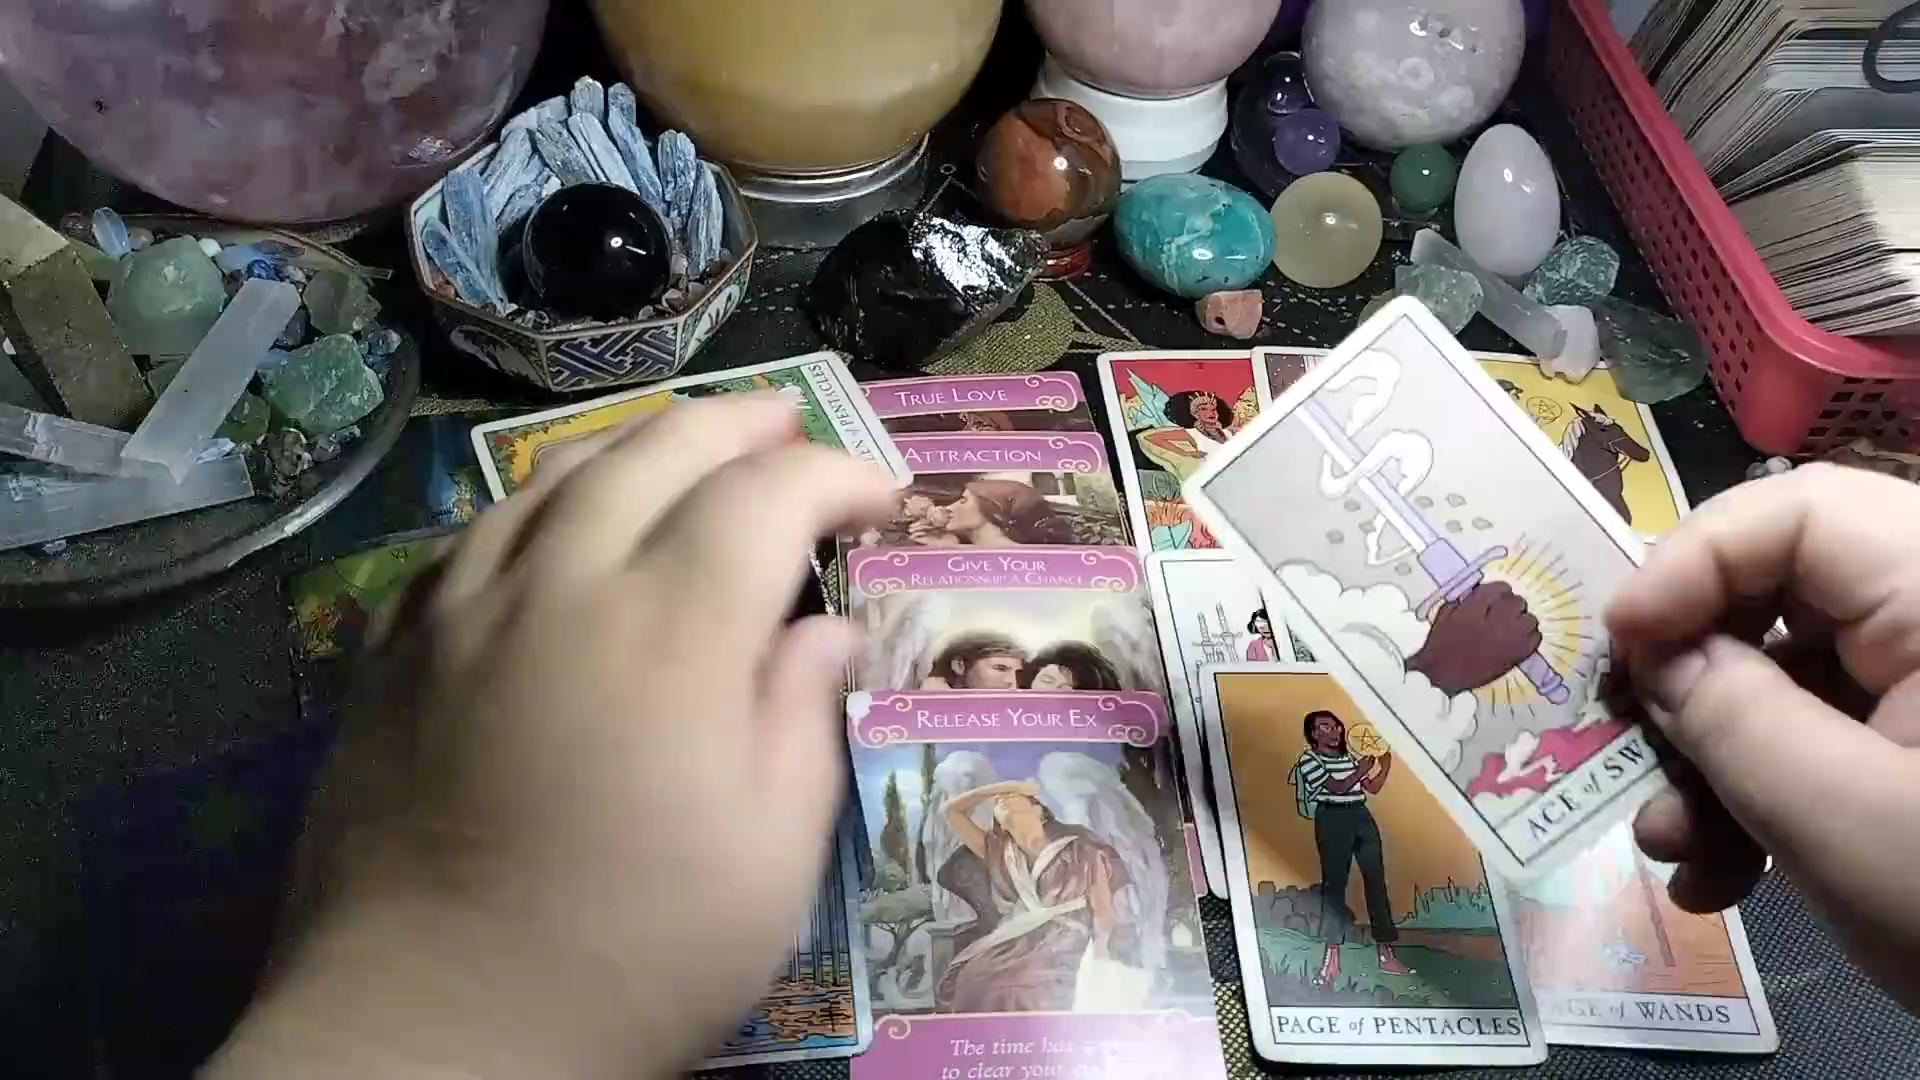 of PENTACLES
TRUE LOVE
ATTRACTION
GIVE YOUR
RELATIONSHIP A CHANCE
RELEASE YOUR EX
The time has
to clear your
ACE of SW
PAGE of PENTACLES
AGE of WANDS